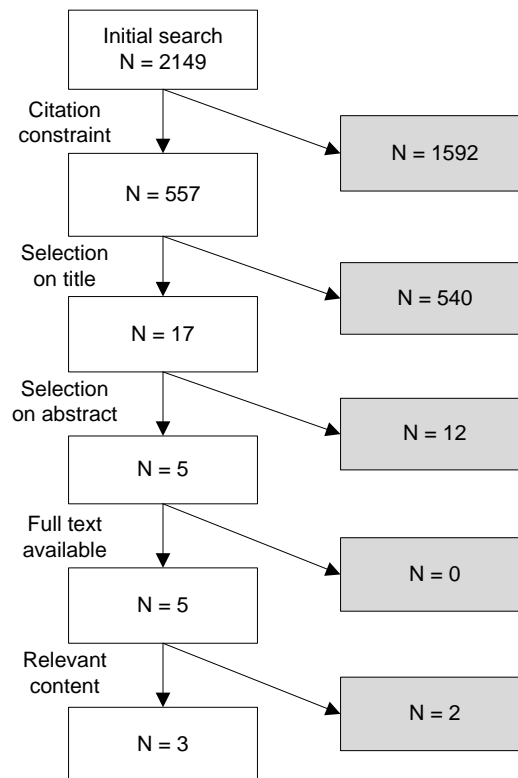 Initial search
N = 2149
Citation
constraint
N = 1592
N = 557
Selection
on title
N = 540
N = 17
Selection
on abstract
N = 12
N = 5
Full text
available
N = 0
N = 5
Relevant
content
N = 2
N = 3